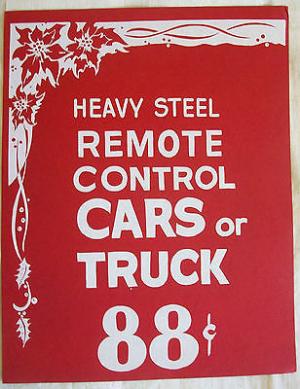 HEAVY STEEL
REMOTE
CONTROL
CARS or
TRUCK
88¢